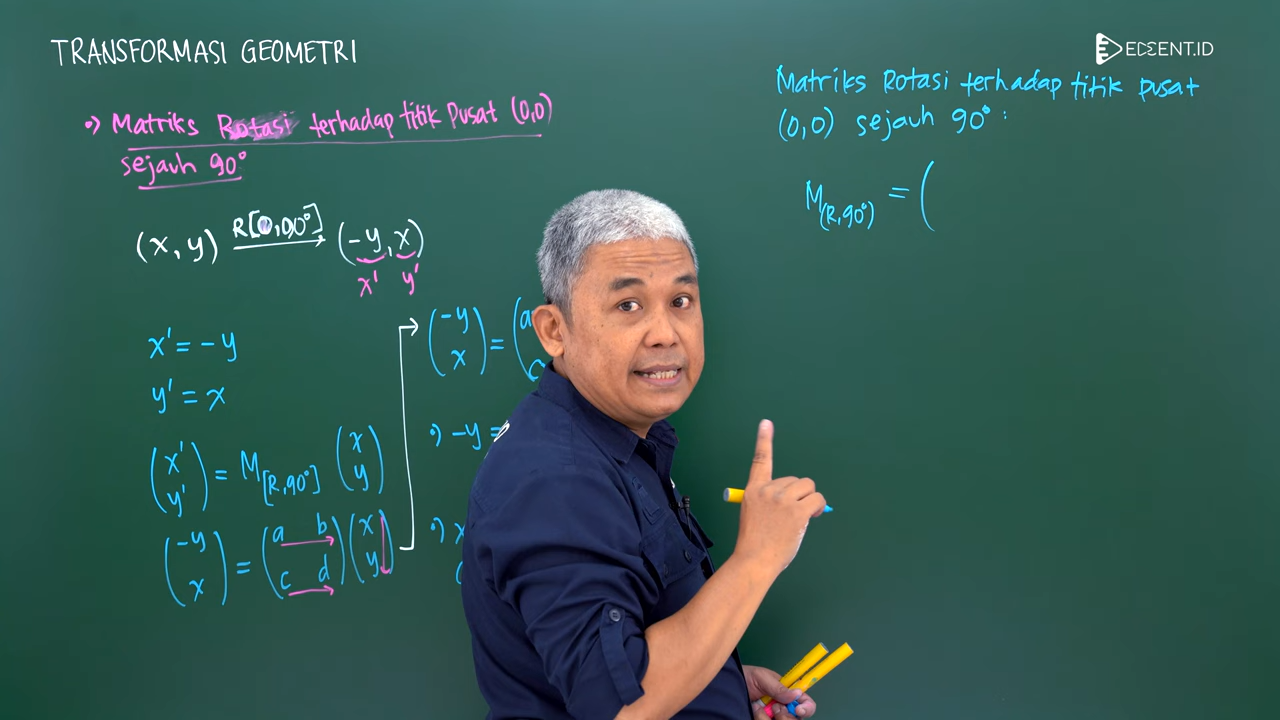 TRANSFORMASI GEOMETRI
EDSENT.ID
•) Matriks Rotasi terhadap titik Pusat (0,0)
sejauh 90°
(x, y) R[0,90°] (-y, x)
x' y'
x' = -y
y' = x
(x' y') = M[R,90°] (x y)
(-y x) = (a b c d)(x y)
(-y x) = (a
c
•) -y =
•) x
(
Matriks Rotasi terhadap titik pusat
(0,0) sejauh 90° :
M(R,90°) = (